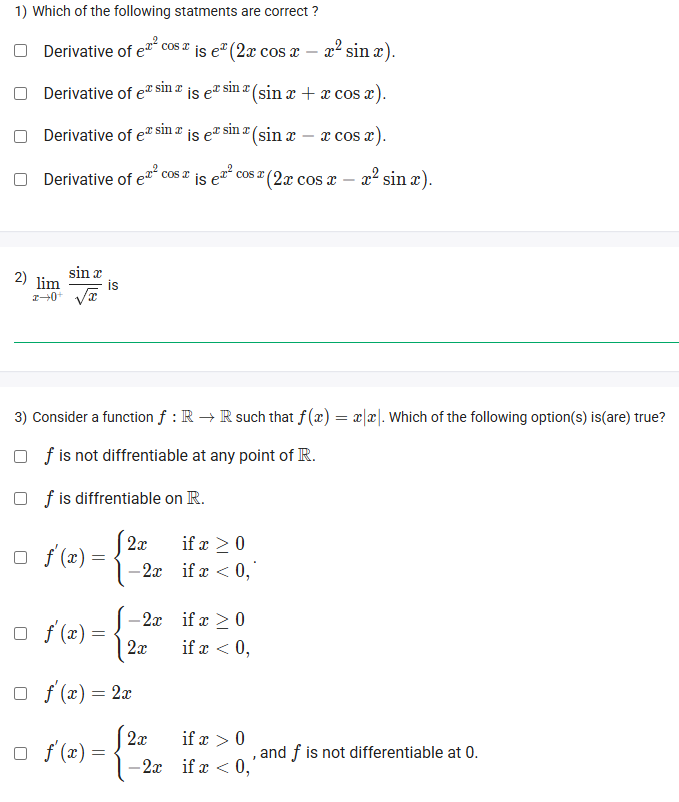 1) Which of the following statments are correct ?
Derivative of $e^{x^2 \cos x}$ is $e^x(2x \cos x - x^2 \sin x)$.
Derivative of $e^{x \sin x}$ is $e^{x \sin x}(\sin x + x \cos x)$.
Derivative of $e^{x \sin x}$ is $e^{x \sin x}(\sin x - x \cos x)$.
Derivative of $e^{x^2 \cos x}$ is $e^{x^2 \cos x}(2x \cos x - x^2 \sin x)$.
2) $\lim_{x \to 0^+} \frac{\sin x}{\sqrt{x}}$ is
3) Consider a function $f : \mathbb{R} \to \mathbb{R}$ such that $f(x) = x|x|$. Which of the following option(s) is(are) true?
$f$ is not diffrentiable at any point of $\mathbb{R}$.
$f$ is diffrentiable on $\mathbb{R}$.
$f'(x) = \begin{cases} 2x & \text{if } x \geq 0 \\ -2x & \text{if } x < 0, \end{cases}$.
$f'(x) = \begin{cases} -2x & \text{if } x \geq 0 \\ 2x & \text{if } x < 0, \end{cases}$
$f'(x) = 2x$
$f'(x) = \begin{cases} 2x & \text{if } x > 0 \\ -2x & \text{if } x < 0, \end{cases}$, and $f$ is not differentiable at 0.